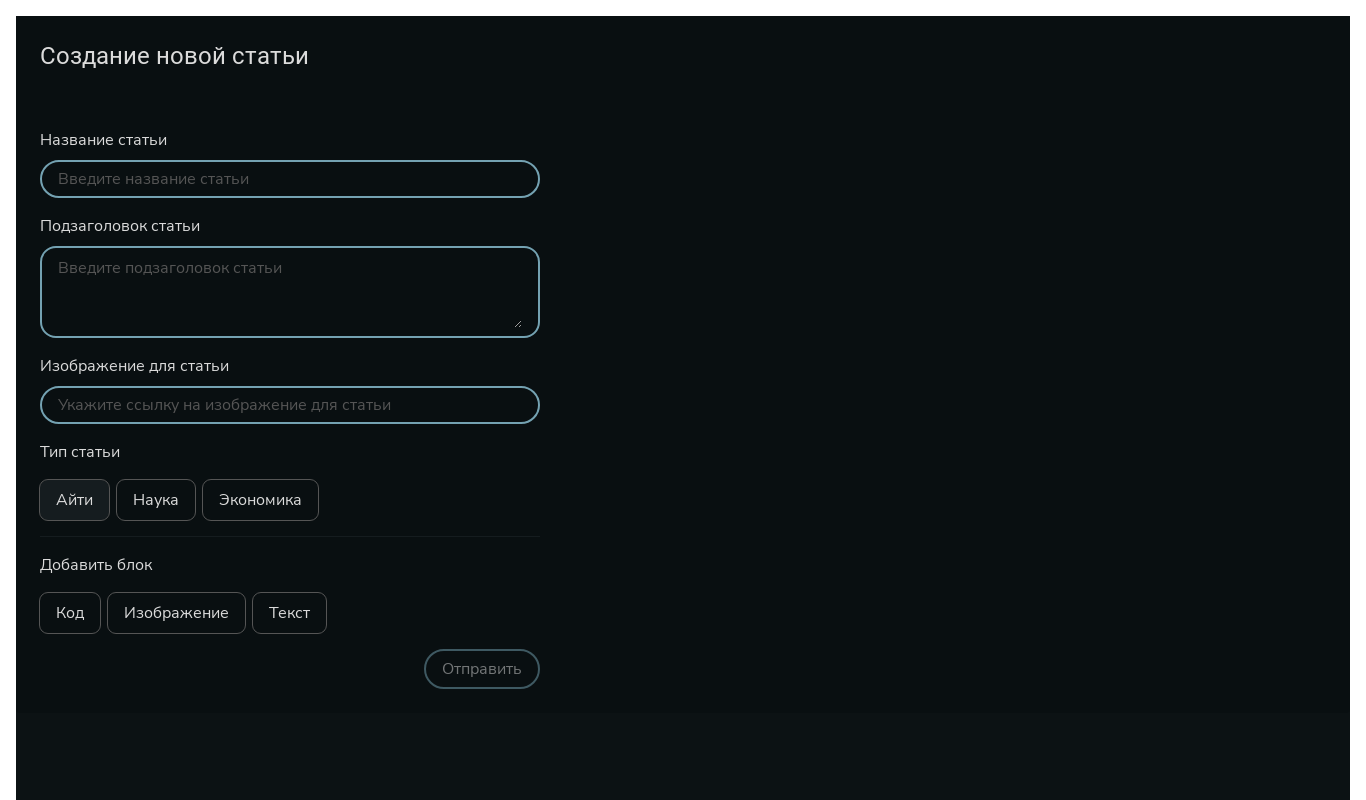 Создание новой статьи
Название статьи
Введите название статьи
Подзаголовок статьи
Введите подзаголовок статьи
Изображение для статьи
Укажите ссылку на изображение для статьи
Тип статьи
Айти Наука Экономика
Добавить блок
Код Изображение Текст
Отправить